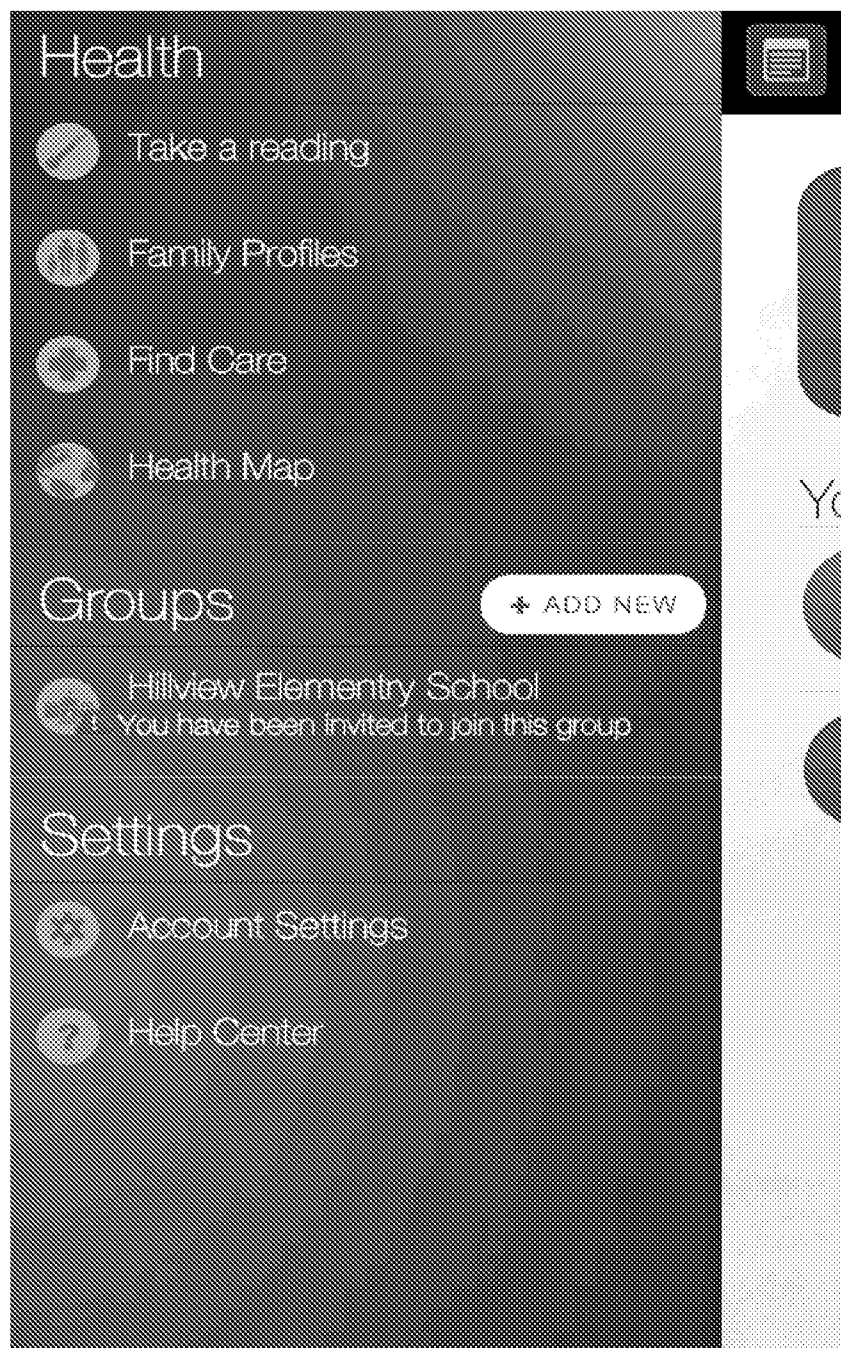 Health
Take a reading
Family Profiles
Find Care
Health Map
Yo
Groups
+ ADD NEW
Hillview Elementry School
! You have been invited to join this group
Settings
Account Settings
Help Center